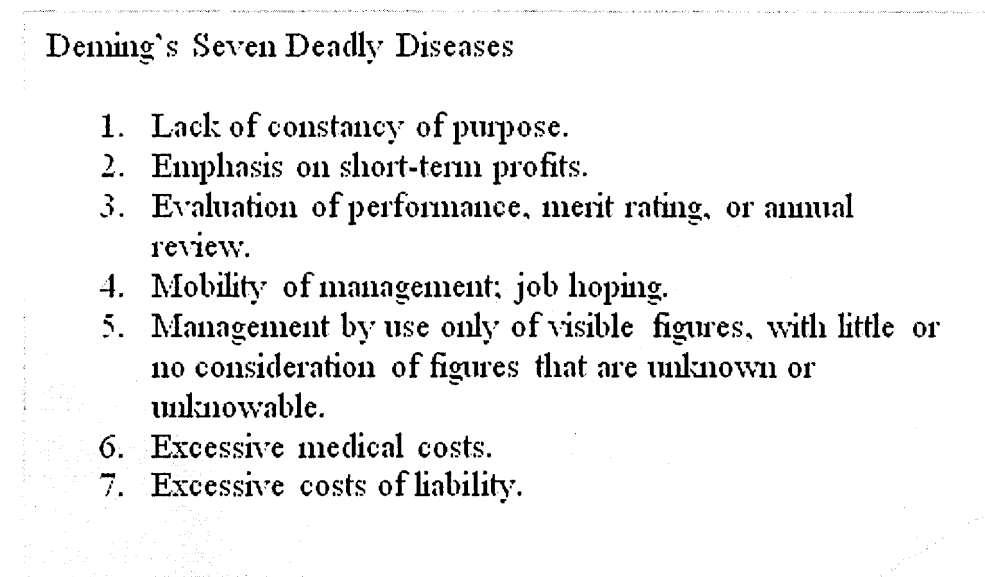 Deming`s Seven Deadly Diseases
1. Lack of constancy of purpose.
2. Emphasis on short-term profits.
3. Evaluation of performance, merit rating, or annual
review.
4. Mobility of management; job hoping.
5. Management by use only of visible figures, with little or
no consideration of figures that are unknown or
unknowable.
6. Excessive medical costs.
7. Excessive costs of liability.